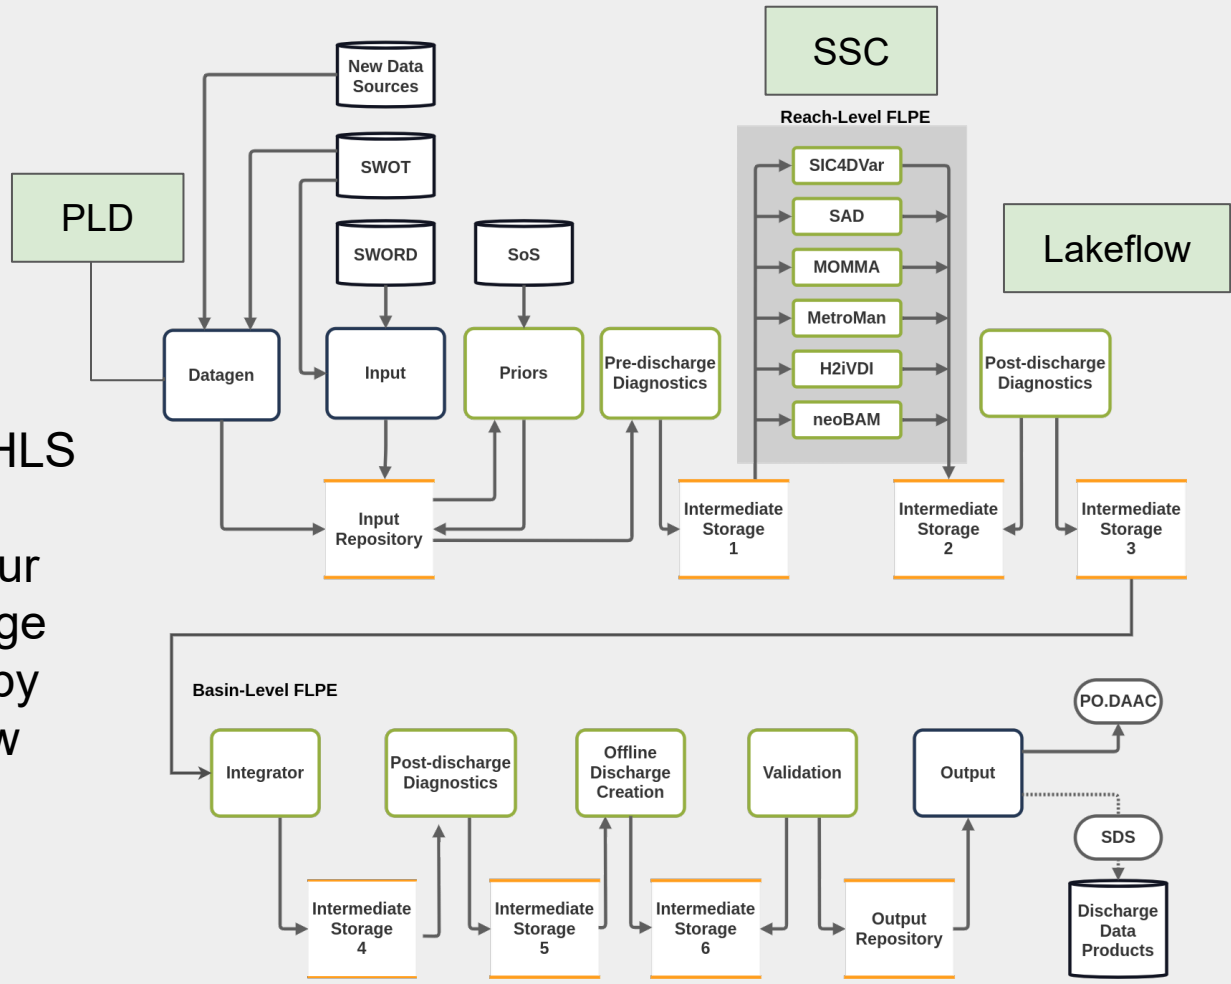 SSC
New Data
Sources
Reach-Level FLPE
SWOT
SIC4DVar
PLD
SAD
SWORD
SoS
Lakeflow
MOMMA
MetroMan
Datagen
Input
Priors
Pre-discharge
Diagnostics
H2iVDI
Post-discharge
Diagnostics
neoBAM
HLS
Input
Repository
Intermediate
Storage
1
Intermediate
Storage
2
Intermediate
Storage
3
ur
ge
by
w
Basin-Level FLPE
PO.DAAC
Integrator
Post-discharge
Diagnostics
Offline
Discharge
Creation
Validation
Output
SDS
Intermediate
Storage
4
Intermediate
Storage
5
Intermediate
Storage
6
Output
Repository
Discharge
Data
Products